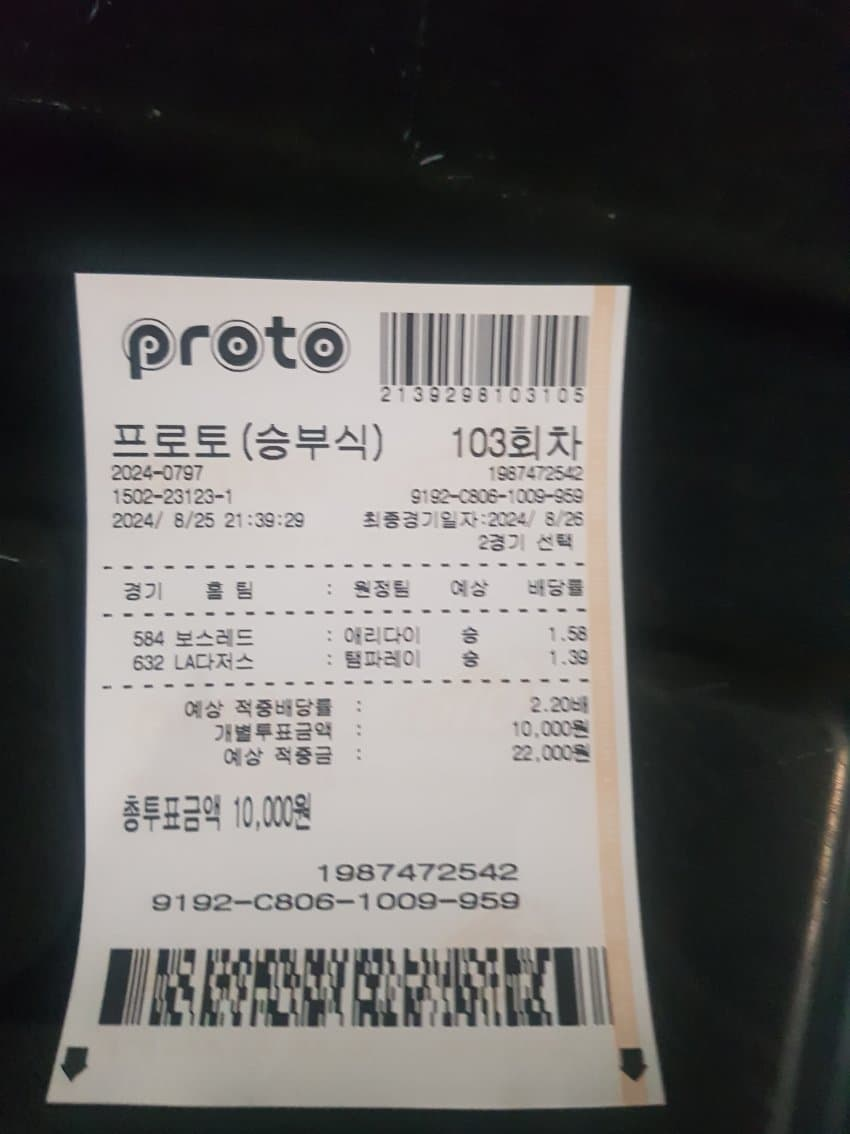 proto
2139298103105
프로토(승부식) 103회차
2024-0797 1987472542
1502-23123-1 9192-C806-1009-959
2024/ 8/25 21:39:29 최종경기일자:2024/ 8/26
2경기 선택
경기 홈 팀 : 원정팀 예상 배당률
584 보스레드 : 애리다이 승 1.58
632 LA다저스 : 탬파레이 승 1.39
예상 적중배당률 : 2.20배
개별투표금액 : 10,000원
예상 적중금 : 22,000원
총투표금액 10,000원
1987472542
9192-C806-1009-959